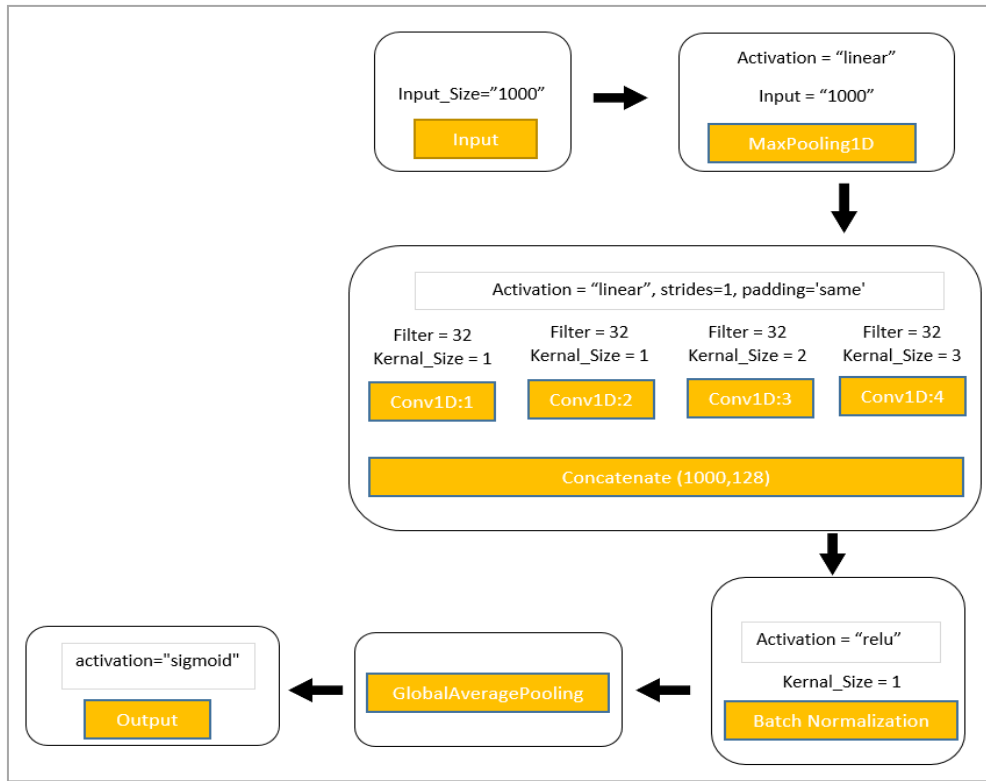 Input_Size=”1000”
Input
Activation = “linear”
Input = “1000”
MaxPooling1D
Activation = “linear”, strides=1, padding='same'
Filter = 32
Kernal_Size = 1
Conv1D:1
Filter = 32
Kernal_Size = 1
Conv1D:2
Filter = 32
Kernal_Size = 2
Conv1D:3
Filter = 32
Kernal_Size = 3
Conv1D:4
Concatenate (1000,128)
Activation = “relu”
Kernal_Size = 1
Batch Normalization
GlobalAveragePooling
activation="sigmoid"
Output